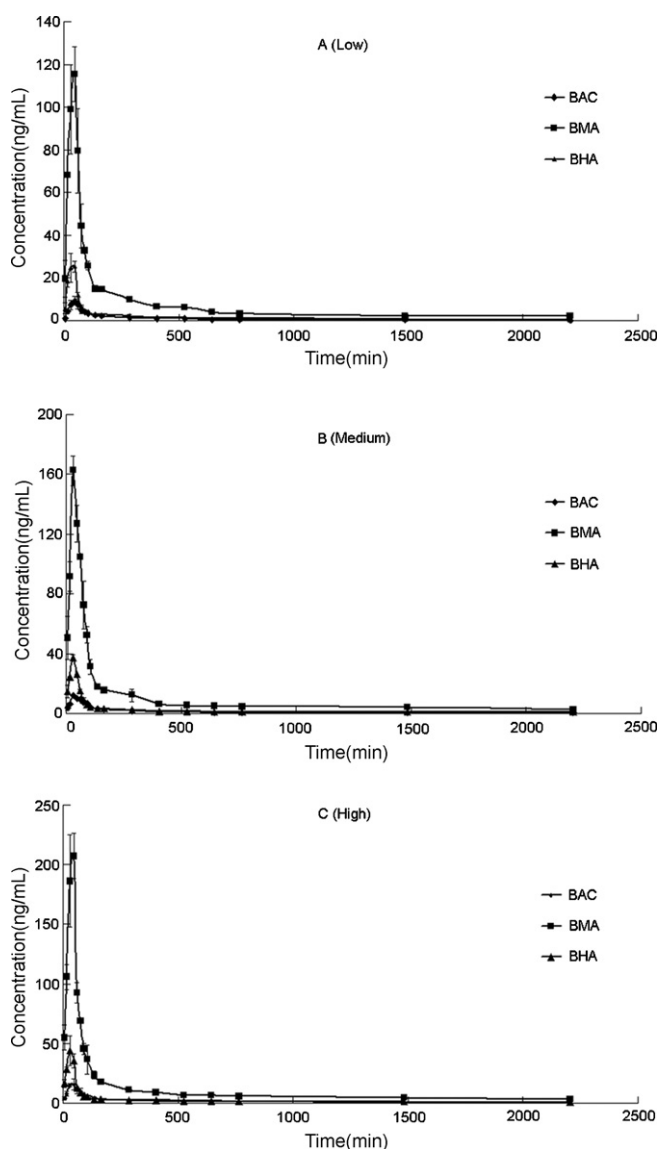 A (Low)
Concentration(ng/mL)
140
120
100
80
60
40
20
0
BAC
BMA
BHA
0 500 1000 1500 2000 2500
Time(min)
B (Medium)
Concentration(ng/mL)
200
160
120
80
40
0
BAC
BMA
BHA
0 500 1000 1500 2000 2500
Time(min)
C (High)
Concentration(ng/mL)
250
200
150
100
50
0
BAC
BMA
BHA
0 500 1000 1500 2000 2500
Time(min)